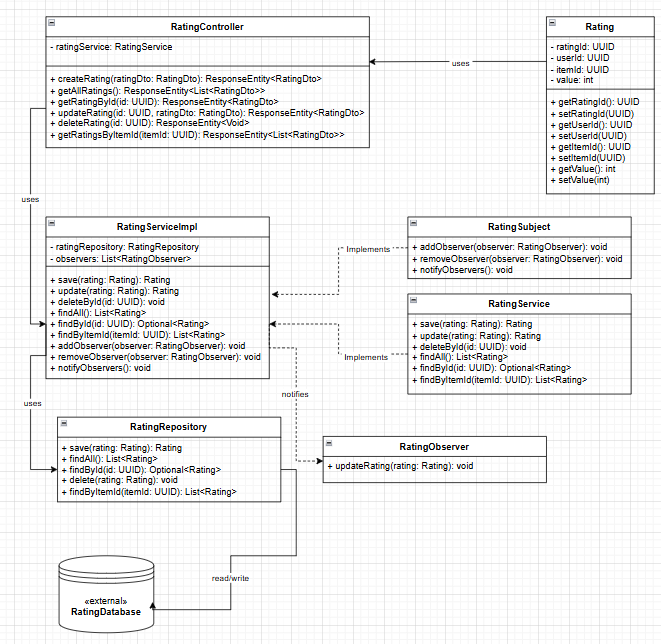 RatingController
- ratingService: RatingService
+ createRating(ratingDto: RatingDto): ResponseEntity<RatingDto>
+ getAllRatings(): ResponseEntity<List<RatingDto>>
+ getRatingById(id: UUID): ResponseEntity<RatingDto>
+ updateRating(id: UUID, ratingDto: RatingDto): ResponseEntity<RatingDto>
+ deleteRating(id: UUID): ResponseEntity<Void>
+ getRatingsByItemId(itemId: UUID): ResponseEntity<List<RatingDto>>
uses
Rating
- ratingId: UUID
- userId: UUID
- itemId: UUID
- value: int
+ getRatingId(): UUID
+ setRatingId(UUID)
+ getUserId(): UUID
+ setUserId(UUID)
+ getItemId(): UUID
+ setItemId(UUID)
+ getValue(): int
+ setValue(int)
uses
RatingServiceImpl
- ratingRepository: RatingRepository
- observers: List<RatingObserver>
+ save(rating: Rating): Rating
+ update(rating: Rating): Rating
+ deleteById(id: UUID): void
+ findAll(): List<Rating>
+ findById(id: UUID): Optional<Rating>
+ findByItemId(itemId: UUID): List<Rating>
+ addObserver(observer: RatingObserver): void
+ removeObserver(observer: RatingObserver): void
+ notifyObservers(): void
Implements
RatingSubject
+ addObserver(observer: RatingObserver): void
+ removeObserver(observer: RatingObserver): void
+ notifyObservers(): void
Implements
RatingService
+ save(rating: Rating): Rating
+ update(rating: Rating): Rating
+ deleteById(id: UUID): void
+ findAll(): List<Rating>
+ findById(id: UUID): Optional<Rating>
+ findByItemId(itemId: UUID): List<Rating>
notifies
uses
RatingRepository
+ save(rating: Rating): Rating
+ findAll(): List<Rating>
+ findById(id: UUID): Optional<Rating>
+ delete(rating: Rating): void
+ findByItemId(itemId: UUID): List<Rating>
RatingObserver
+ updateRating(rating: Rating): void
read/write
«external»
RatingDatabase